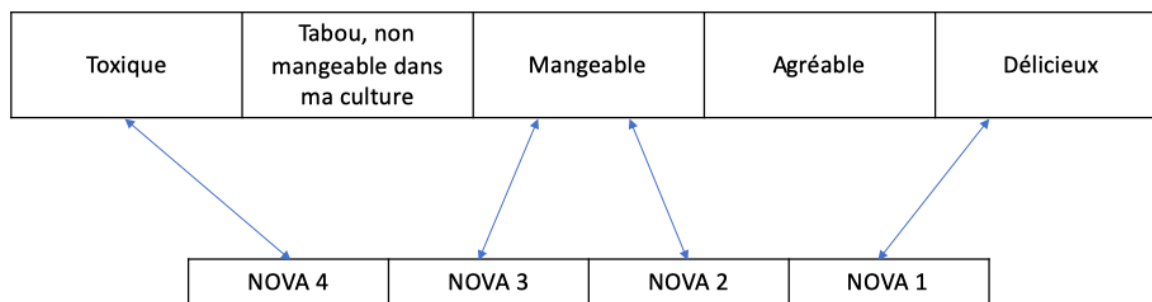 Toxique
Tabou, non
mangeable dans
ma culture
Mangeable
Agréable
Délicieux
NOVA 4
NOVA 3
NOVA 2
NOVA 1